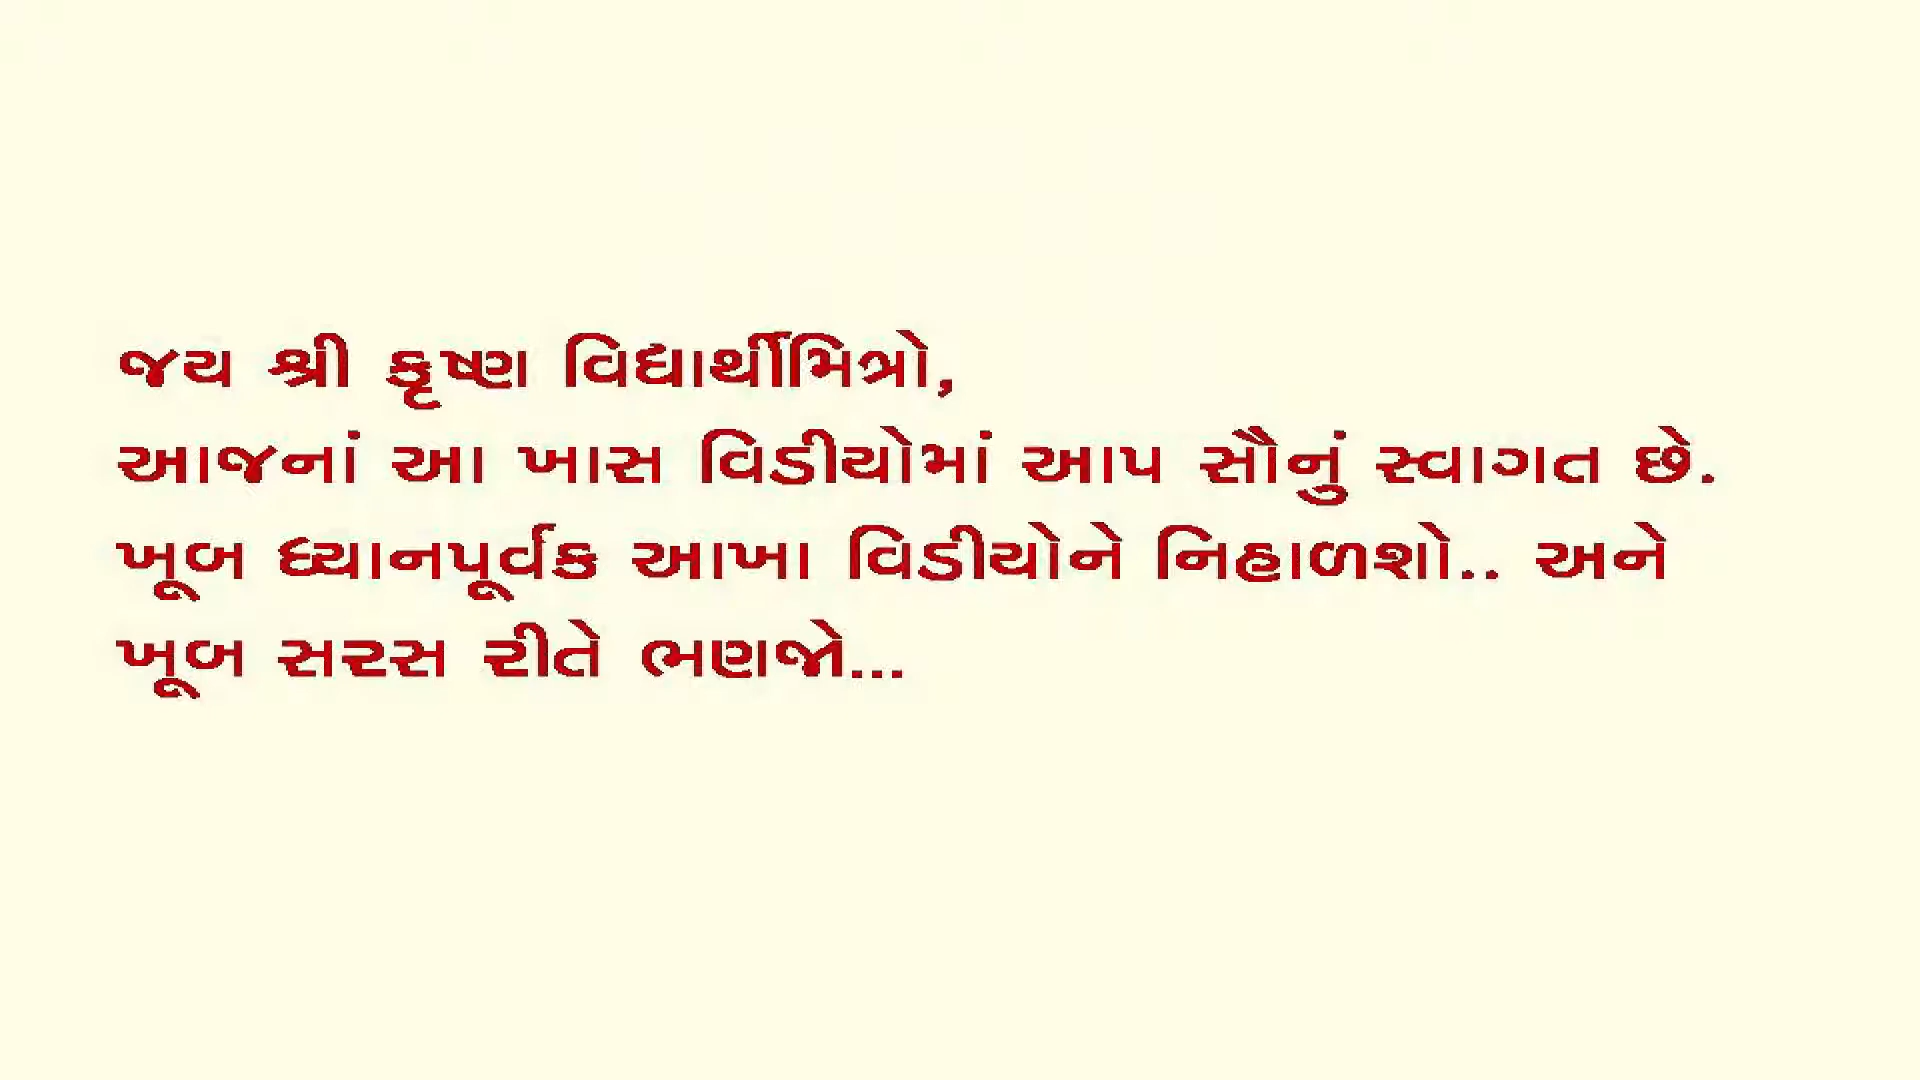 જય શ્રી કૃષ્ણ વિદ્યાર્થીમિત્રો,
આજનાં આ ખાસ વિડીયોમાં આપ સૌનું સ્વાગત છે.
ખૂબ ધ્યાનપૂર્વક આખા વિડીયોને નિહાળશો.. અને
ખૂબ સરસ રીતે ભણજો...